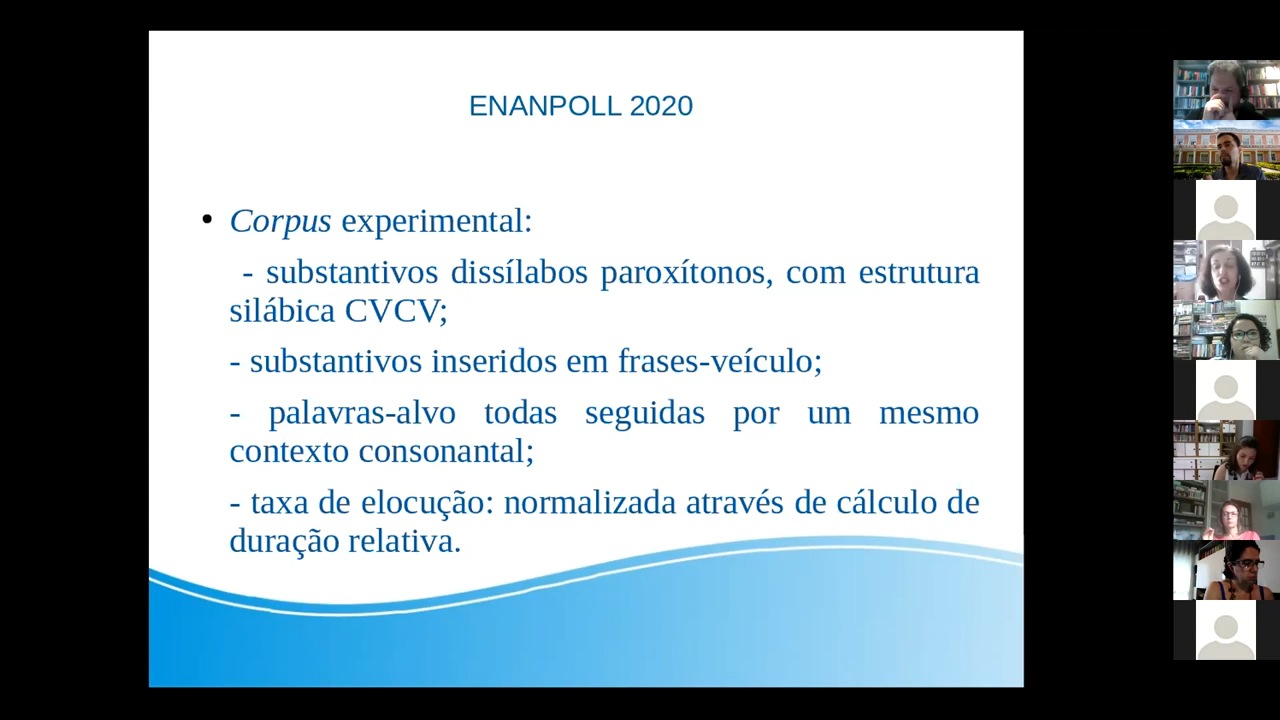 ENANPOLL 2020
• Corpus experimental:
- substantivos dissílabos paroxítonos, com estrutura
silábica CVCV;
- substantivos inseridos em frases-veículo;
- palavras-alvo todas seguidas por um mesmo
contexto consonantal;
- taxa de elocução: normalizada através de cálculo de
duração relativa.